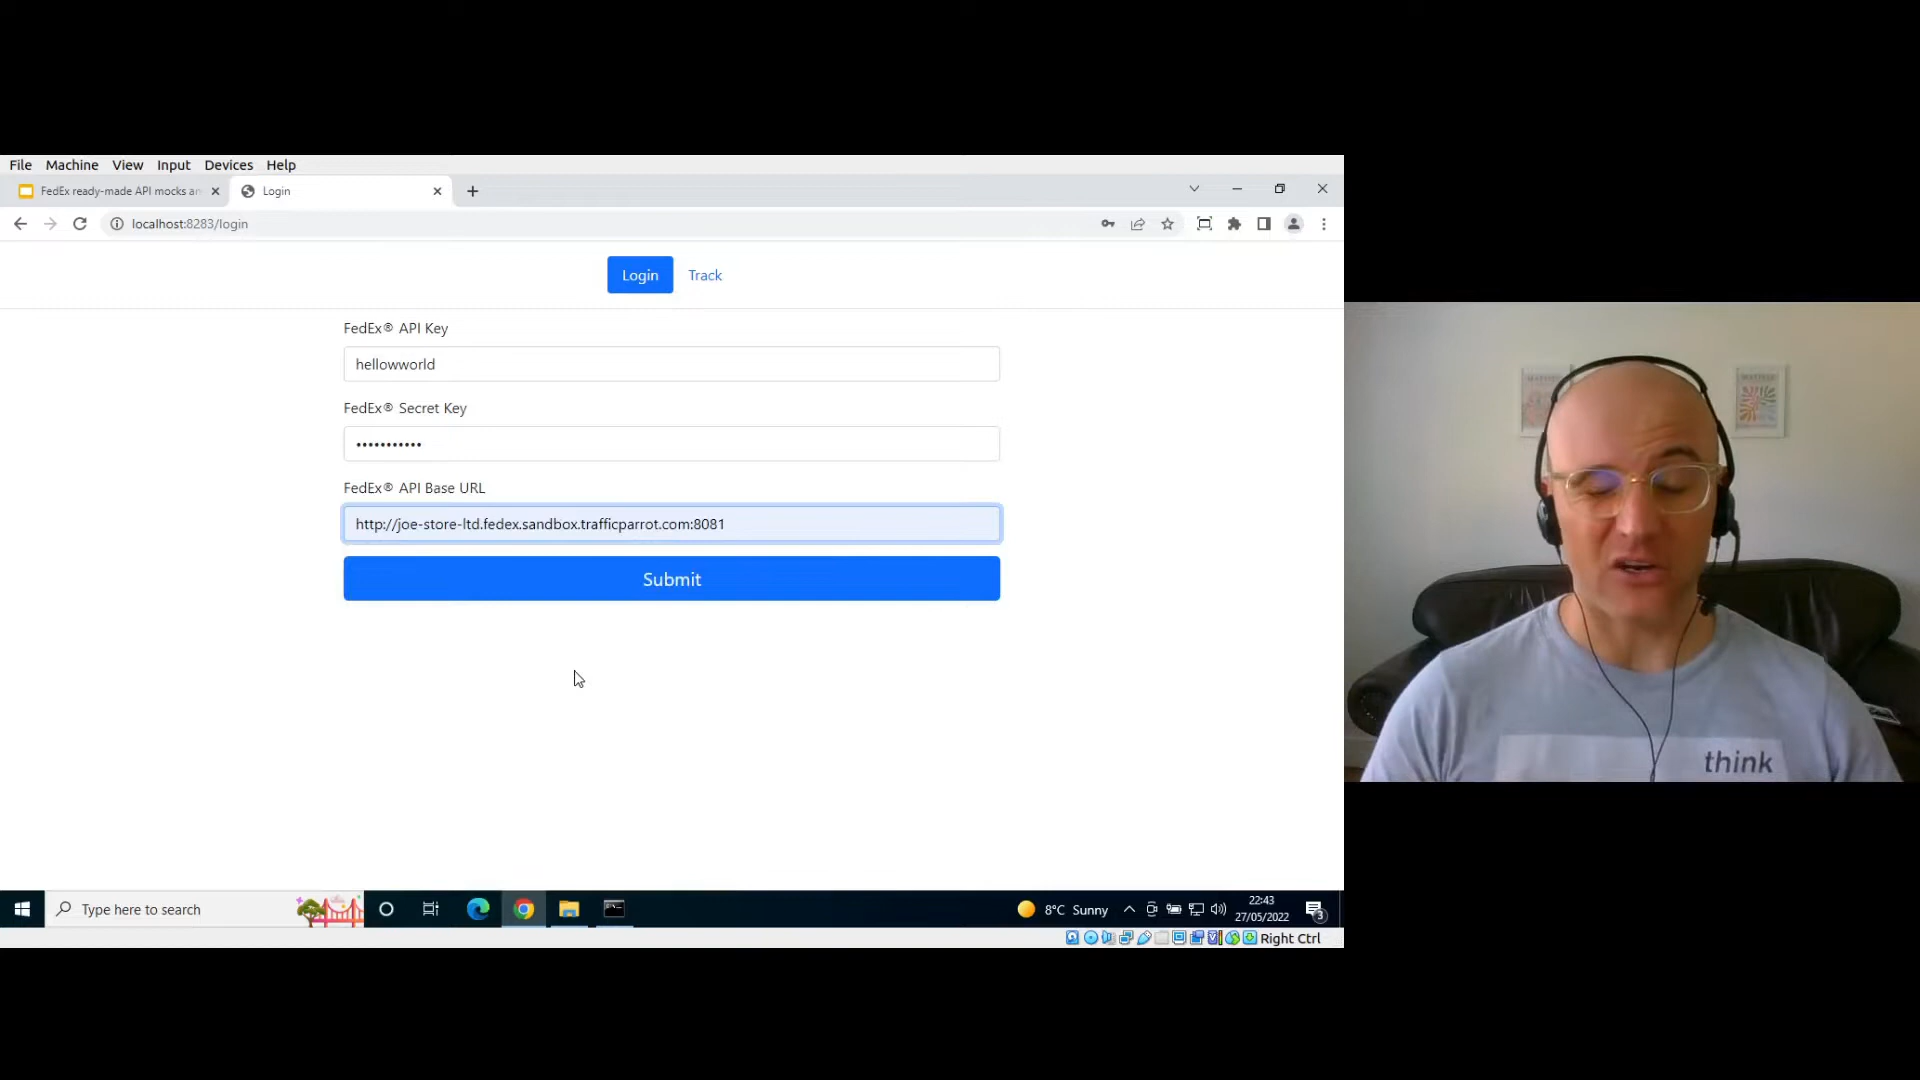 File Machine View Input Devices Help
FedEx ready-made API mocks an
Login
localhost:8283/login
Login Track
FedEx® API Key
hellowworld
FedEx® Secret Key
•••••••••••
FedEx® API Base URL
http://joe-store-ltd.fedex.sandbox.trafficparrot.com:8081
Submit
think
Type here to search
8°C Sunny
22:43
27/05/2022
3
Right Ctrl